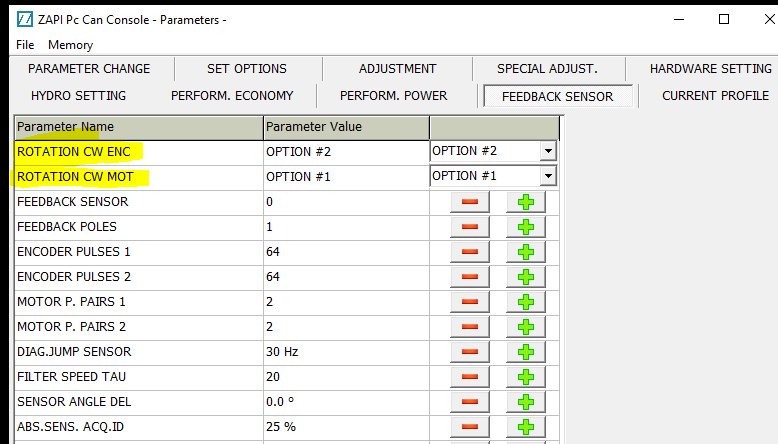 ZAPI Pc Can Console - Parameters -
File Memory
PARAMETER CHANGE SET OPTIONS ADJUSTMENT SPECIAL ADJUST. HARDWARE SETTING
HYDRO SETTING PERFORM. ECONOMY PERFORM. POWER FEEDBACK SENSOR CURRENT PROFILE
Parameter Name Parameter Value
ROTATION CW ENC OPTION #2 OPTION #2
ROTATION CW MOT OPTION #1 OPTION #1
FEEDBACK SENSOR 0
FEEDBACK POLES 1
ENCODER PULSES 1 64
ENCODER PULSES 2 64
MOTOR P. PAIRS 1 2
MOTOR P. PAIRS 2 2
DIAG.JUMP SENSOR 30 Hz
FILTER SPEED TAU 20
SENSOR ANGLE DEL 0.0 º
ABS.SENS. ACQ.ID 25 %